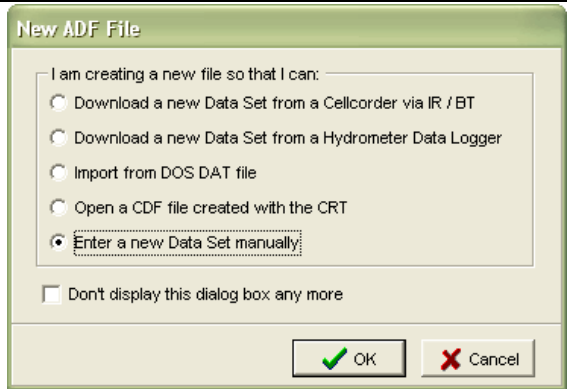 New ADF File
I am creating a new file so that I can:
Download a new Data Set from a Cellcorder via IR / BT
Download a new Data Set from a Hydrometer Data Logger
Import from DOS DAT file
Open a CDF file created with the CRT
Enter a new Data Set manually
Don't display this dialog box any more
OK
Cancel